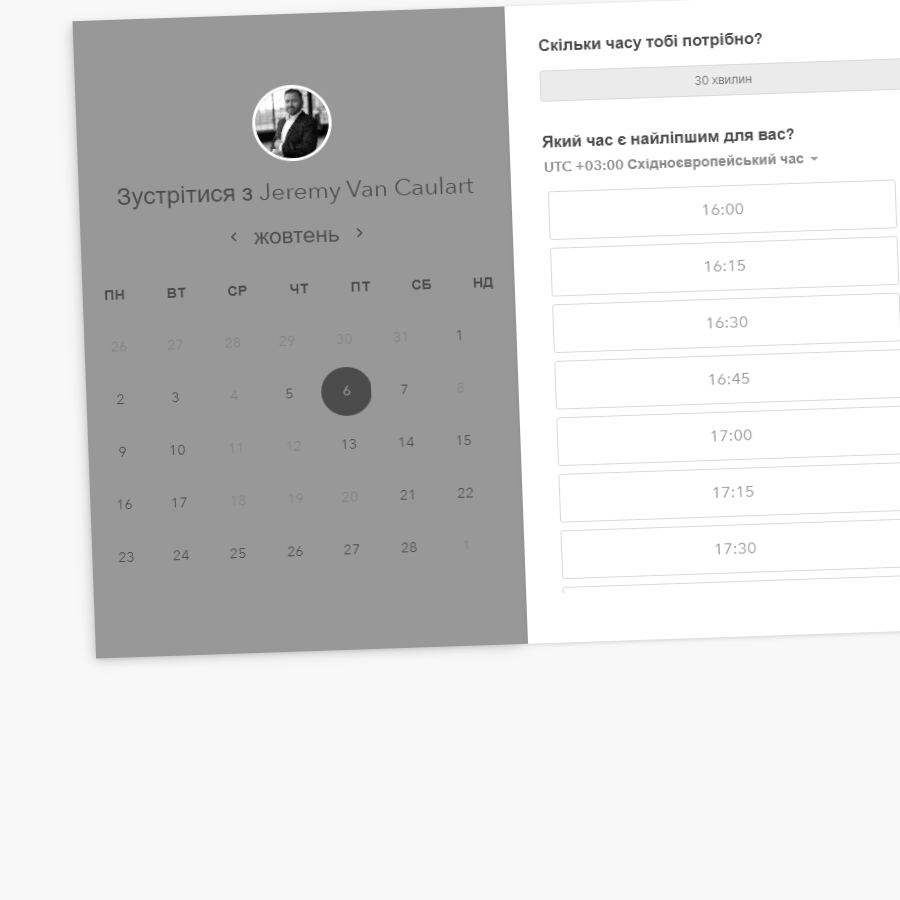 Зустрітися з Jeremy Van Caulart
‹ жовтень ›
ПН ВТ СР ЧТ ПТ СБ НД
26 27 28 29 30 31 1
2 3 4 5 6 7 8
9 10 11 12 13 14 15
16 17 18 19 20 21 22
23 24 25 26 27 28 1
Скільки часу тобі потрібно?
30 хвилин
Який час є найліпшим для вас?
UTC +03:00 Східноєвропейський час
16:00
16:15
16:30
16:45
17:00
17:15
17:30